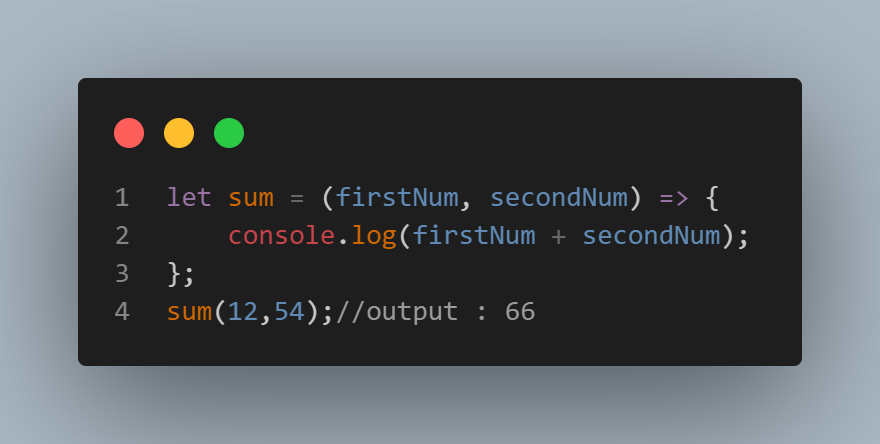 1 let sum = (firstNum, secondNum) => {
2     console.log(firstNum + secondNum);
3 };
4 sum(12,54);//output : 66